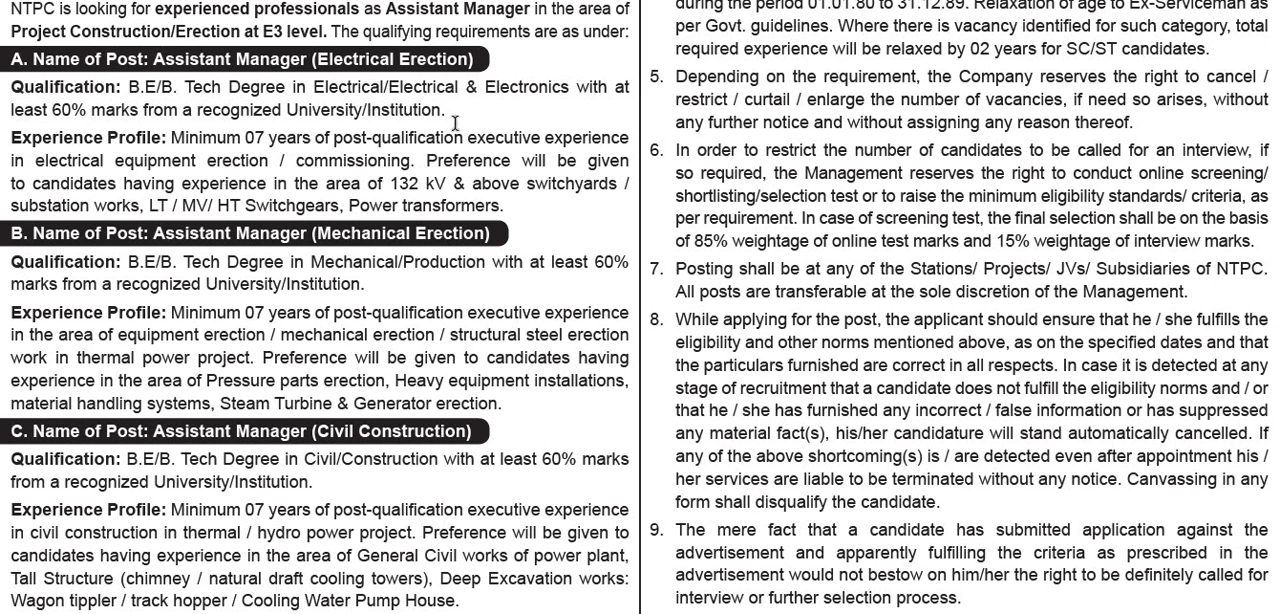 NTPC is looking for experienced professionals as Assistant Manager in the area of
Project Construction/Erection at E3 level. The qualifying requirements are as under:
A. Name of Post: Assistant Manager (Electrical Erection)
Qualification: B.E/B. Tech Degree in Electrical/Electrical & Electronics with at
least 60% marks from a recognized University/Institution.
Experience Profile: Minimum 07 years of post-qualification executive experience
in electrical equipment erection / commissioning. Preference will be given
to candidates having experience in the area of 132 kV & above switchyards /
substation works, LT / MV/ HT Switchgears, Power transformers.
B. Name of Post: Assistant Manager (Mechanical Erection)
Qualification: B.E/B. Tech Degree in Mechanical/Production with at least 60%
marks from a recognized University/Institution.
Experience Profile: Minimum 07 years of post-qualification executive experience
in the area of equipment erection / mechanical erection / structural steel erection
work in thermal power project. Preference will be given to candidates having
experience in the area of Pressure parts erection, Heavy equipment installations,
material handling systems, Steam Turbine & Generator erection.
C. Name of Post: Assistant Manager (Civil Construction)
Qualification: B.E/B. Tech Degree in Civil/Construction with at least 60% marks
from a recognized University/Institution.
Experience Profile: Minimum 07 years of post-qualification executive experience
in civil construction in thermal / hydro power project. Preference will be given to
candidates having experience in the area of General Civil works of power plant,
Tall Structure (chimney / natural draft cooling towers), Deep Excavation works:
Wagon tippler / track hopper / Cooling Water Pump House.
during the period 01.01.80 to 31.12.89. Relaxation of age to Ex-Serviceman as
per Govt. guidelines. Where there is vacancy identified for such category, total
required experience will be relaxed by 02 years for SC/ST candidates.
5. Depending on the requirement, the Company reserves the right to cancel /
restrict / curtail / enlarge the number of vacancies, if need so arises, without
any further notice and without assigning any reason thereof.
6. In order to restrict the number of candidates to be called for an interview, if
so required, the Management reserves the right to conduct online screening/
shortlisting/selection test or to raise the minimum eligibility standards/ criteria, as
per requirement. In case of screening test, the final selection shall be on the basis
of 85% weightage of online test marks and 15% weightage of interview marks.
7. Posting shall be at any of the Stations/ Projects/ JVs/ Subsidiaries of NTPC.
All posts are transferable at the sole discretion of the Management.
8. While applying for the post, the applicant should ensure that he / she fulfills the
eligibility and other norms mentioned above, as on the specified dates and that
the particulars furnished are correct in all respects. In case it is detected at any
stage of recruitment that a candidate does not fulfill the eligibility norms and / or
that he / she has furnished any incorrect / false information or has suppressed
any material fact(s), his/her candidature will stand automatically cancelled. If
any of the above shortcoming(s) is / are detected even after appointment his /
her services are liable to be terminated without any notice. Canvassing in any
form shall disqualify the candidate.
9. The mere fact that a candidate has submitted application against the
advertisement and apparently fulfilling the criteria as prescribed in the
advertisement would not bestow on him/her the right to be definitely called for
interview or further selection process.